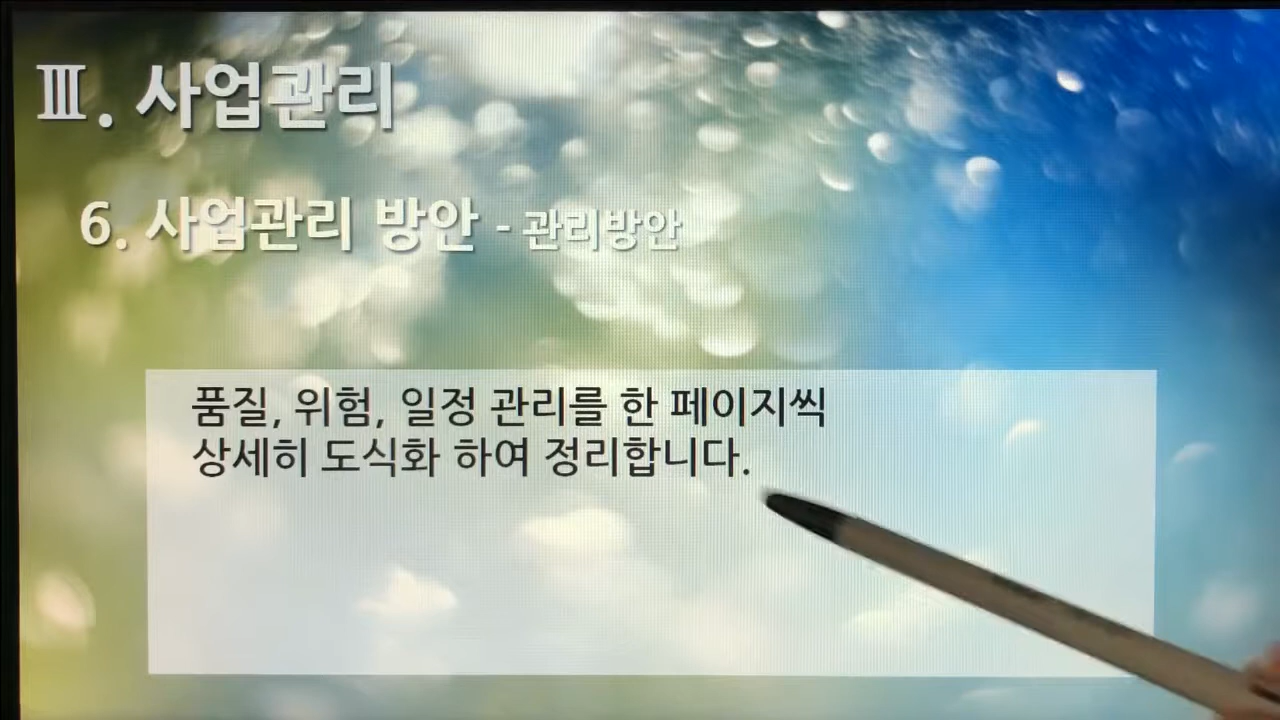 Ⅲ. 사업관리
6. 사업관리 방안 - 관리방안
품질, 위험, 일정 관리를 한 페이지씩
상세히 도식화 하여 정리합니다.